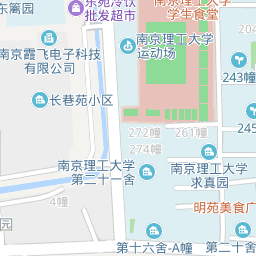 东篱园
东苑冷饮
批发超市
南京理工大学
学生食堂
南京理工大学
运动场
南京霞飞电子科技
有限公司
243幢
长巷苑小区
272幢
274幢
261幢
南京理工大学
第二十一舍
南京理工大学
求真园
4幢
明苑美食广
园
第十六舍-A幢
第二十舍